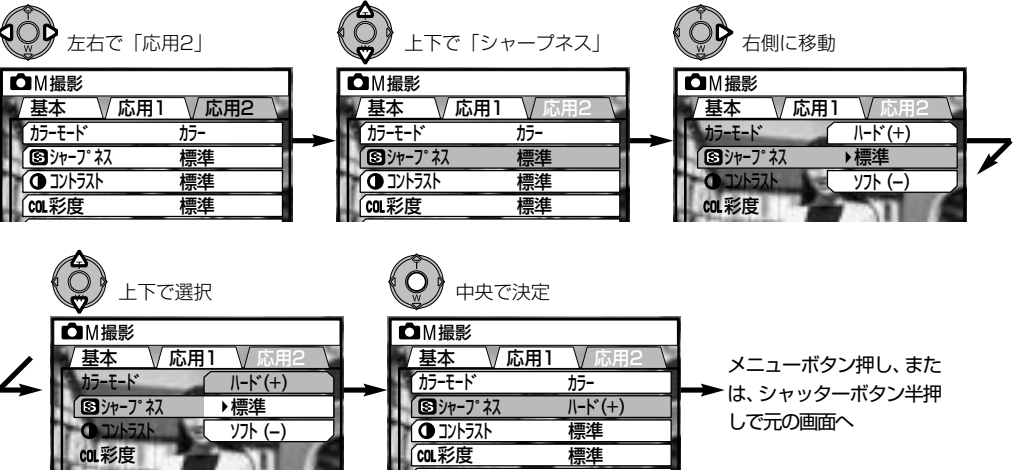 左右で「応用2」
M撮影
基本 応用1 応用2
ｶﾗｰﾓｰﾄﾞ ｶﾗｰ
Ⓢｼｬｰﾌﾟﾈｽ 標準
ｺﾝﾄﾗｽﾄ 標準
COL彩度 標準
上下で「シャープネス」
M撮影
基本 応用1 応用2
ｶﾗｰﾓｰﾄﾞ ｶﾗｰ
Ⓢｼｬｰﾌﾟﾈｽ 標準
ｺﾝﾄﾗｽﾄ 標準
COL彩度 標準
右側に移動
M撮影
基本 応用1 応用2
ｶﾗｰﾓｰﾄﾞ ﾊｰﾄﾞ(+)
Ⓢｼｬｰﾌﾟﾈｽ 標準
ｺﾝﾄﾗｽﾄ ｿﾌﾄ (−)
COL彩度
上下で選択
M撮影
基本 応用1 応用2
ｶﾗｰﾓｰﾄﾞ ﾊｰﾄﾞ(+)
Ⓢｼｬｰﾌﾟﾈｽ 標準
ｺﾝﾄﾗｽﾄ ｿﾌﾄ (−)
COL彩度
中央で決定
M撮影
基本 応用1 応用2
ｶﾗｰﾓｰﾄﾞ ｶﾗｰ
Ⓢｼｬｰﾌﾟﾈｽ ﾊｰﾄﾞ(+)
ｺﾝﾄﾗｽﾄ 標準
COL彩度 標準
メニューボタン押し、また
は、シャッターボタン半押
しで元の画面へ